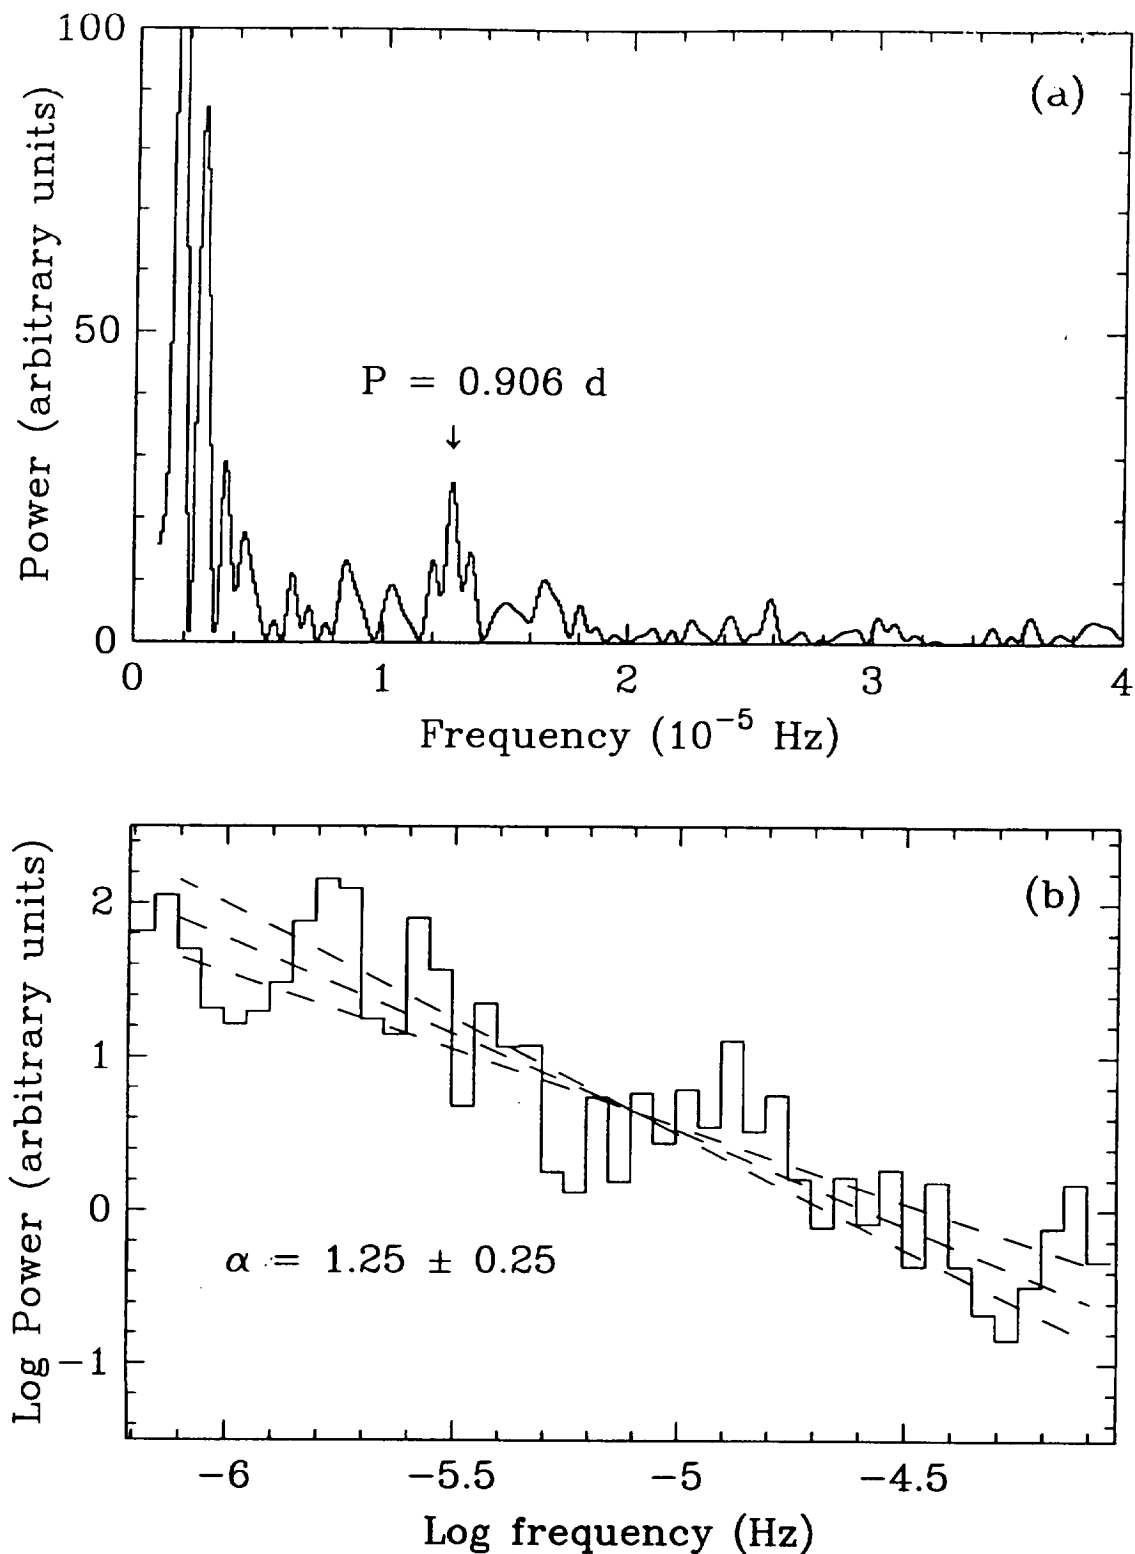 100
(a)
Power (arbitrary units)
50
P = 0.906 d
↓
0
0 1 2 3 4
Frequency (10⁻⁵ Hz)
(b)
Log Power (arbitrary units)
2
1
0
α = 1.25 ± 0.25
−1
−6 −5.5 −5 −4.5
Log frequency (Hz)